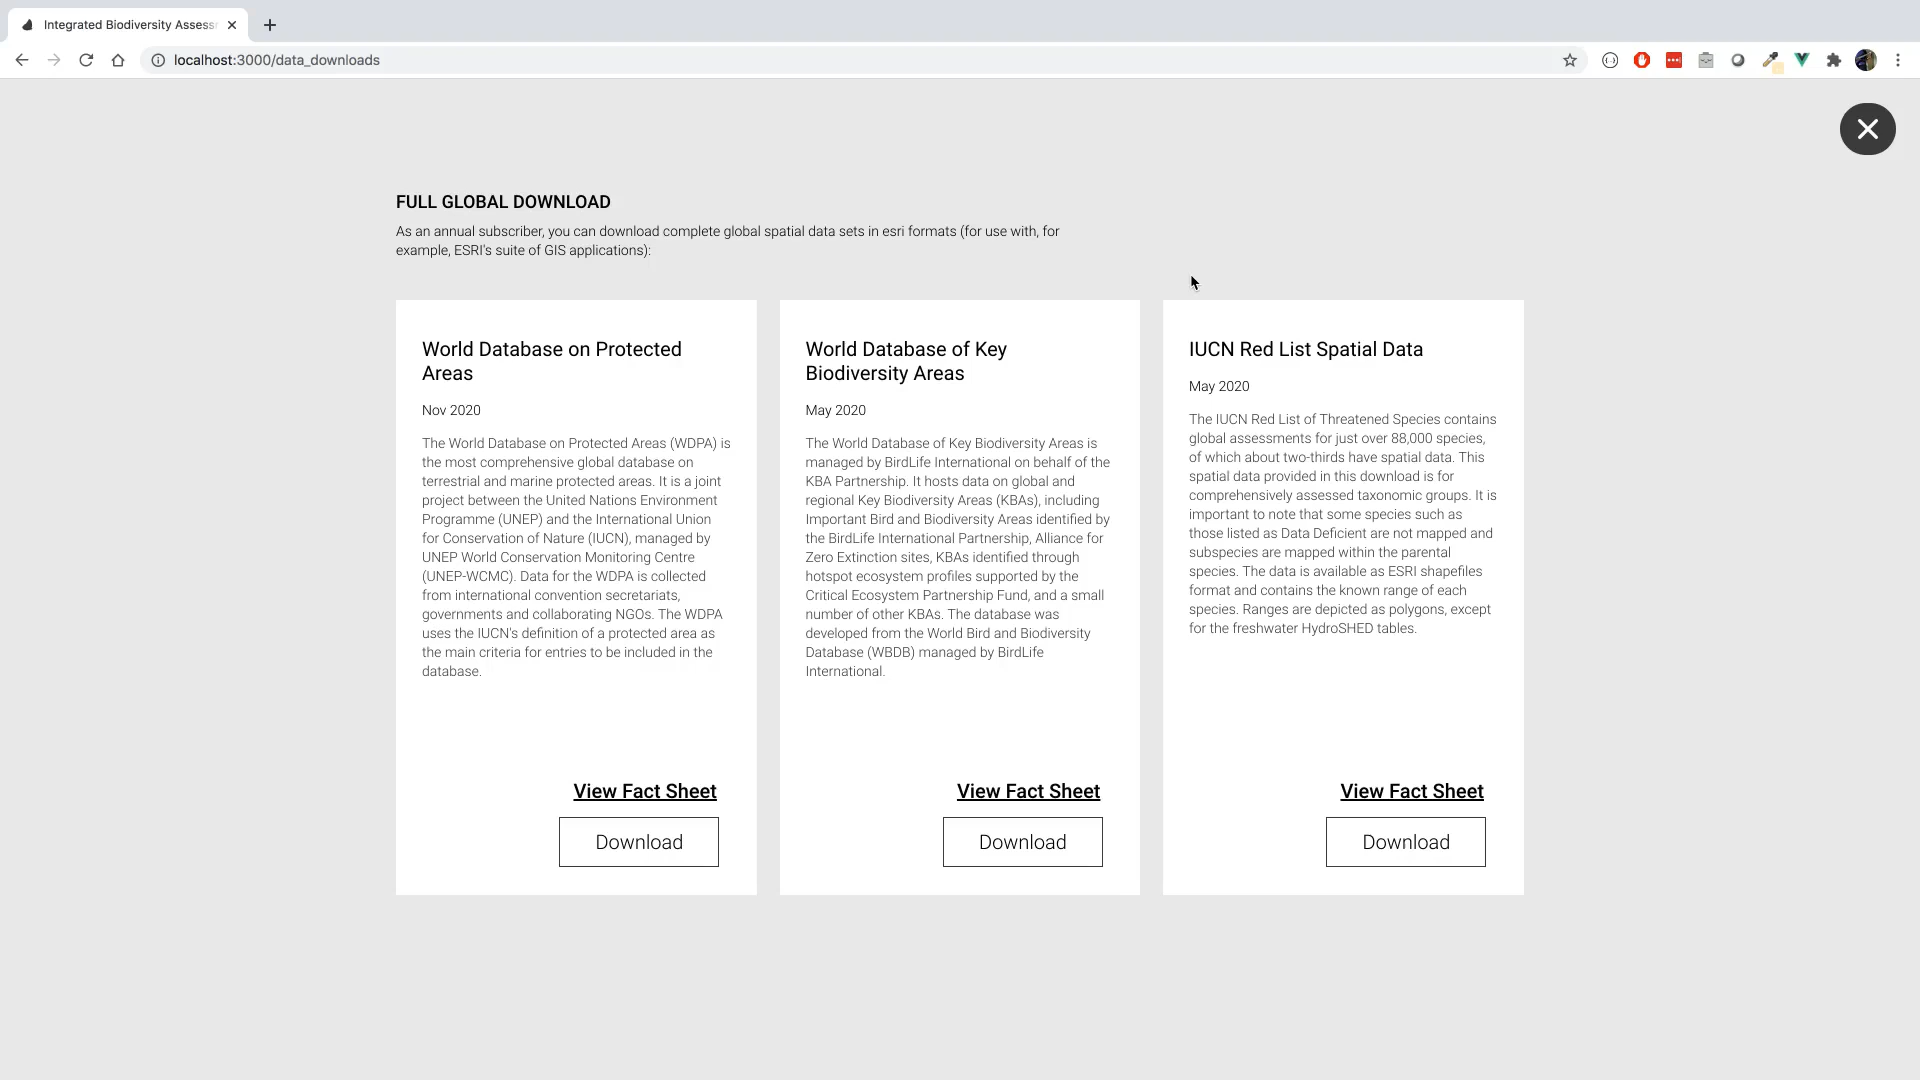 Integrated Biodiversity Assess
localhost:3000/data_downloads
FULL GLOBAL DOWNLOAD
As an annual subscriber, you can download complete global spatial data sets in esri formats (for use with, for
example, ESRI's suite of GIS applications):
World Database on Protected
Areas
Nov 2020
The World Database on Protected Areas (WDPA) is
the most comprehensive global database on
terrestrial and marine protected areas. It is a joint
project between the United Nations Environment
Programme (UNEP) and the International Union
for Conservation of Nature (IUCN), managed by
UNEP World Conservation Monitoring Centre
(UNEP-WCMC). Data for the WDPA is collected
from international convention secretariats,
governments and collaborating NGOs. The WDPA
uses the IUCN's definition of a protected area as
the main criteria for entries to be included in the
database.
View Fact Sheet
Download
World Database of Key
Biodiversity Areas
May 2020
The World Database of Key Biodiversity Areas is
managed by BirdLife International on behalf of the
KBA Partnership. It hosts data on global and
regional Key Biodiversity Areas (KBAs), including
Important Bird and Biodiversity Areas identified by
the BirdLife International Partnership, Alliance for
Zero Extinction sites, KBAs identified through
hotspot ecosystem profiles supported by the
Critical Ecosystem Partnership Fund, and a small
number of other KBAs. The database was
developed from the World Bird and Biodiversity
Database (WBDB) managed by BirdLife
International.
View Fact Sheet
Download
IUCN Red List Spatial Data
May 2020
The IUCN Red List of Threatened Species contains
global assessments for just over 88,000 species,
of which about two-thirds have spatial data. This
spatial data provided in this download is for
comprehensively assessed taxonomic groups. It is
important to note that some species such as
those listed as Data Deficient are not mapped and
subspecies are mapped within the parental
species. The data is available as ESRI shapefiles
format and contains the known range of each
species. Ranges are depicted as polygons, except
for the freshwater HydroSHED tables.
View Fact Sheet
Download